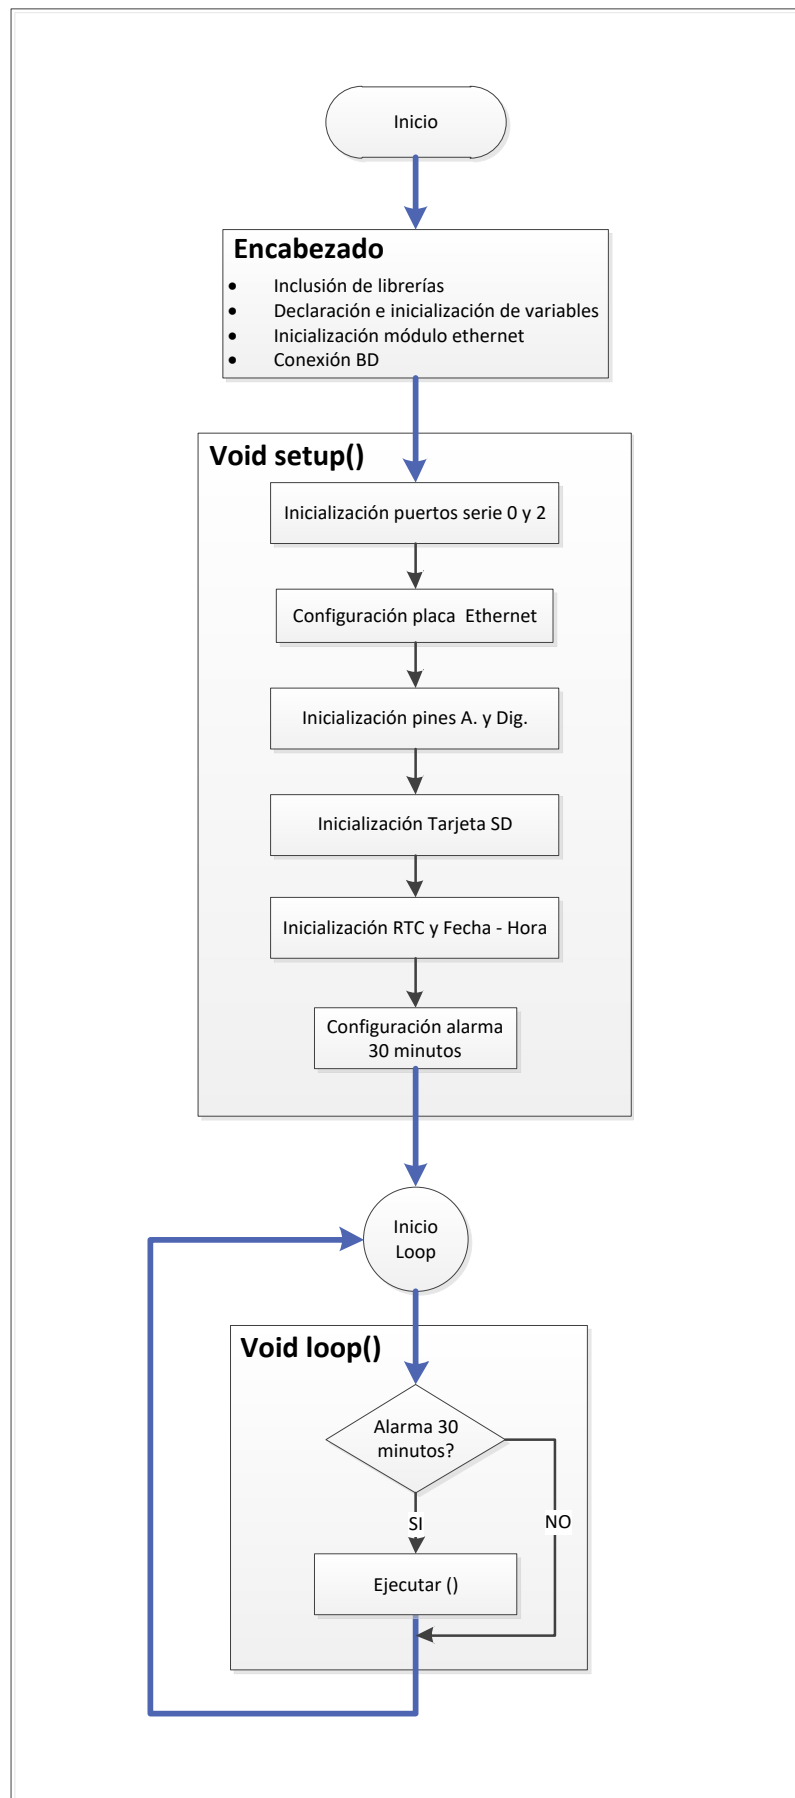 Inicio
Encabezado
• Inclusión de librerías
• Declaración e inicialización de variables
• Inicialización módulo ethernet
• Conexión BD
Void setup()
Inicialización puertos serie 0 y 2
Configuración placa Ethernet
Inicialización pines A. y Dig.
Inicialización Tarjeta SD
Inicialización RTC y Fecha - Hora
Configuración alarma
30 minutos
Inicio
Loop
Void loop()
Alarma 30
minutos?
SI
NO
Ejecutar ()